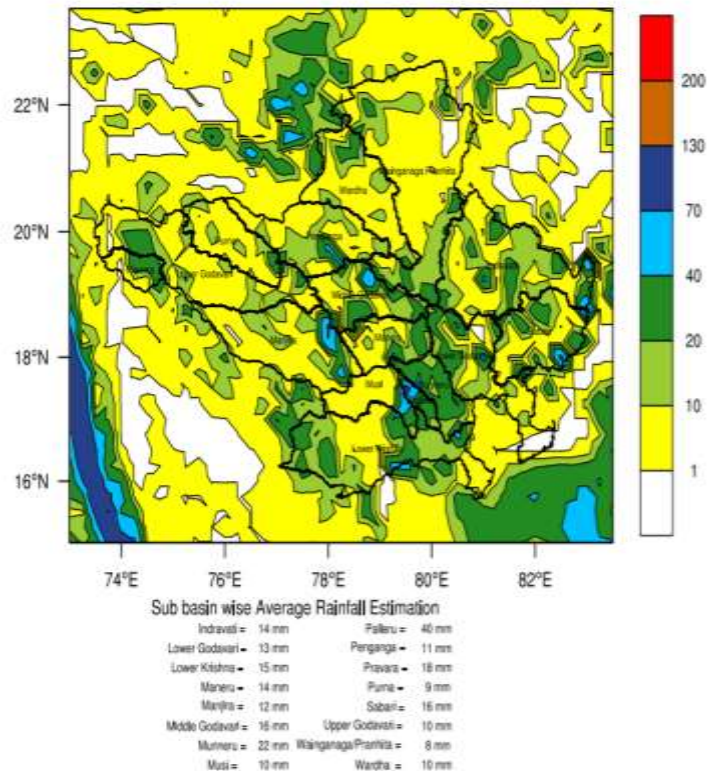 22°N
20°N
18°N
16°N
74°E 76°E 78°E 80°E 82°E
200
130
70
40
20
10
1
Wainganaga Pranhita
Wardha
Purna
Upper Godavari
Musi
Sub basin wise Average Rainfall Estimation
Indravati = 14 mm Palleru = 40 mm
Lower Godavari = 13 mm Penganga = 11 mm
Lower Krishna = 15 mm Pravara = 18 mm
Maneru = 14 mm Purna = 9 mm
Manjira = 12 mm Sabari = 16 mm
Middle Godavari = 16 mm Upper Godavari = 10 mm
Munneru = 22 mm Wainganaga/Pranhita = 8 mm
Musi = 10 mm Wardha = 10 mm